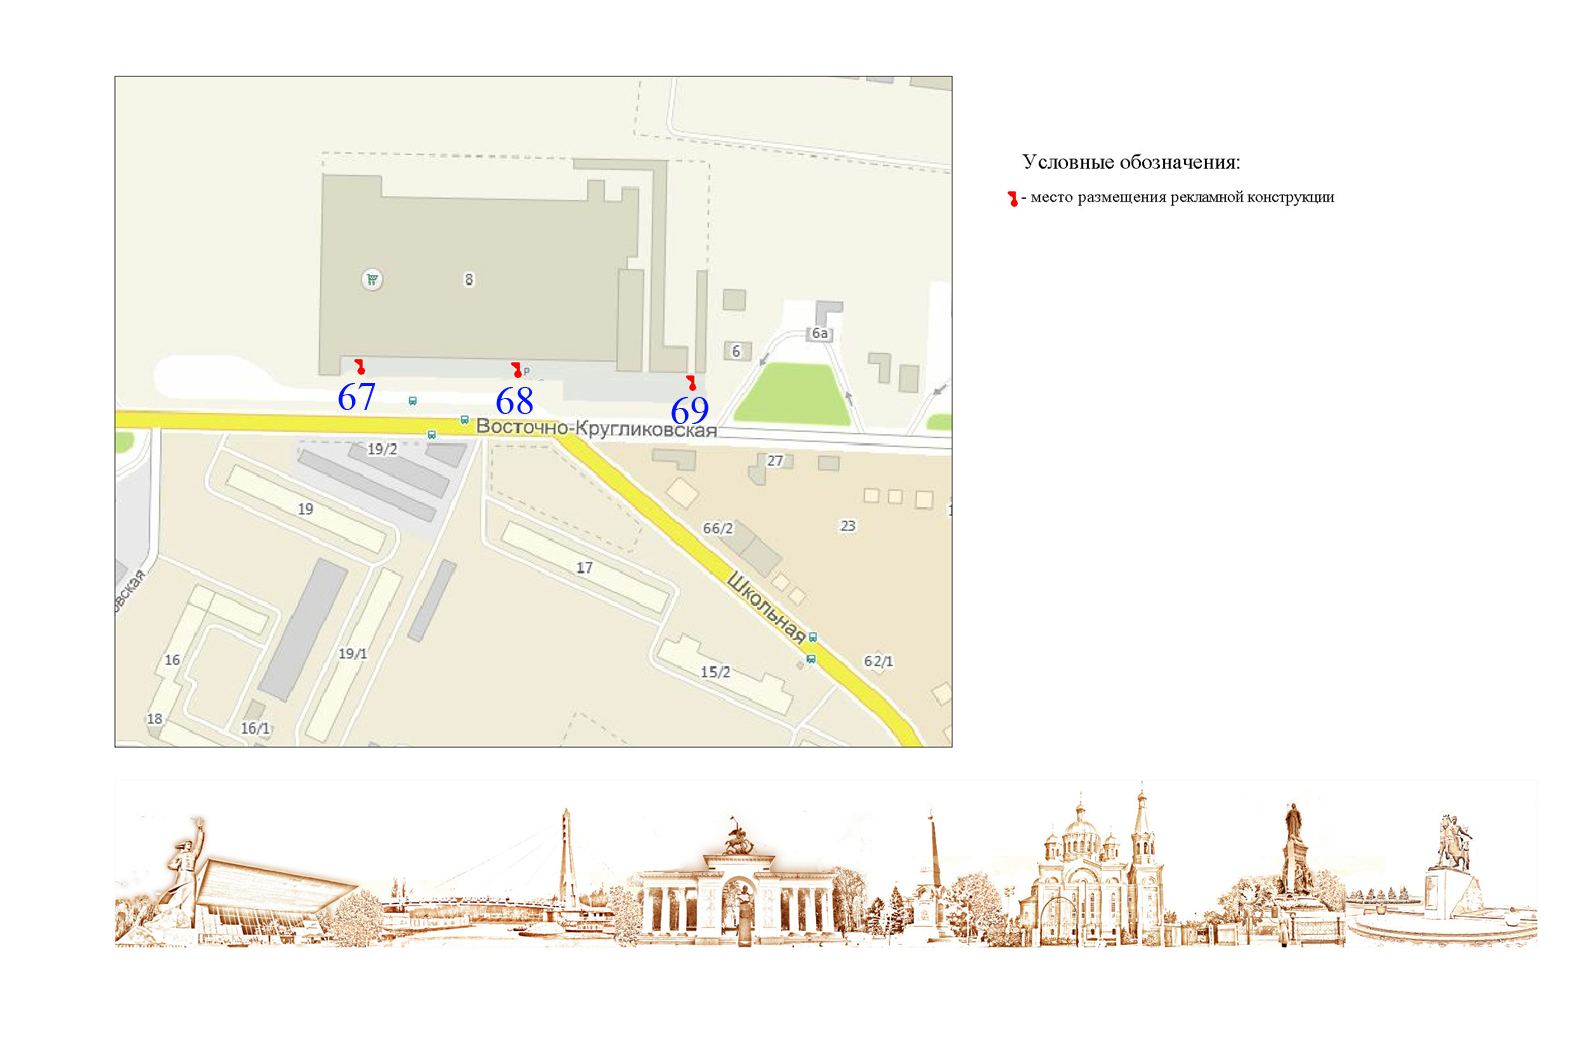 Условные обозначения:
- место размещения рекламной конструкции
8
6а
6
P
67
68
69
Восточно-Кругликовская
19/2
27
19
66/2
23
17
Школьная
16
19/1
15/2
62/1
18
16/1